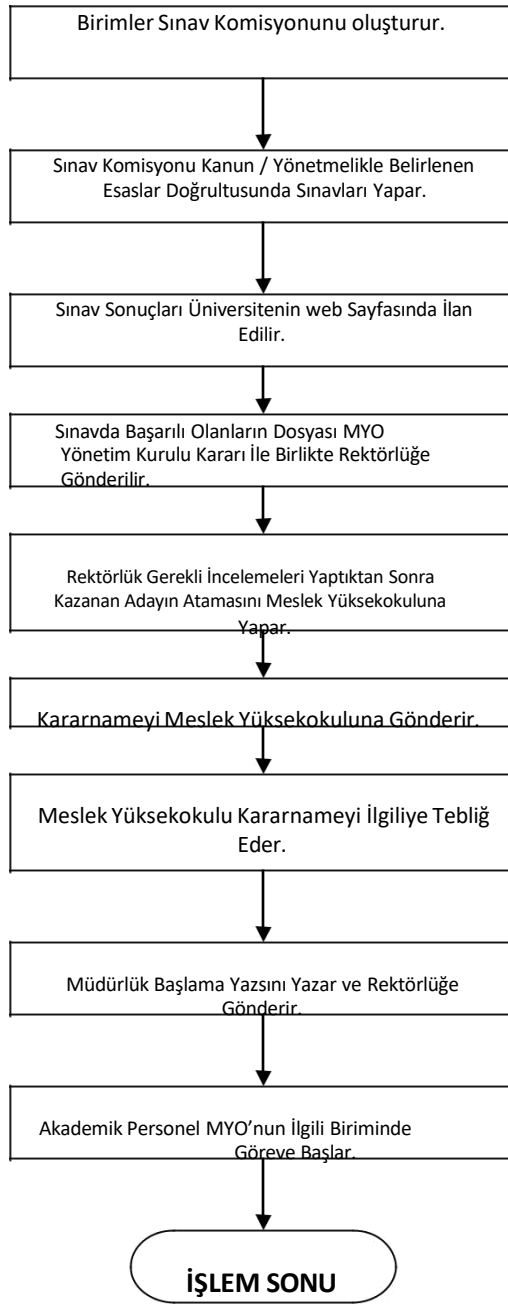 Birimler Sınav Komisyonunu oluşturur.
Sınav Komisyonu Kanun / Yönetmelikle Belirlenen
Esaslar Doğrultusunda Sınavları Yapar.
Sınav Sonuçları Üniversitenin web Sayfasında İlan
Edilir.
Sınavda Başarılı Olanların Dosyası MYO
Yönetim Kurulu Kararı İle Birlikte Rektörlüğe
Gönderilir.
Rektörlük Gerekli İncelemeleri Yaptıktan Sonra
Kazanan Adayın Atamasını Meslek Yüksekokuluna
Yapar.
Kararnameyi Meslek Yüksekokuluna Gönderir.
Meslek Yüksekokulu Kararnameyi İlgiliye Tebliğ
Eder.
Müdürlük Başlama Yazsını Yazar ve Rektörlüğe
Gönderir.
Akademik Personel MYO’nun İlgili Biriminde
Göreve Başlar.
İŞLEM SONU